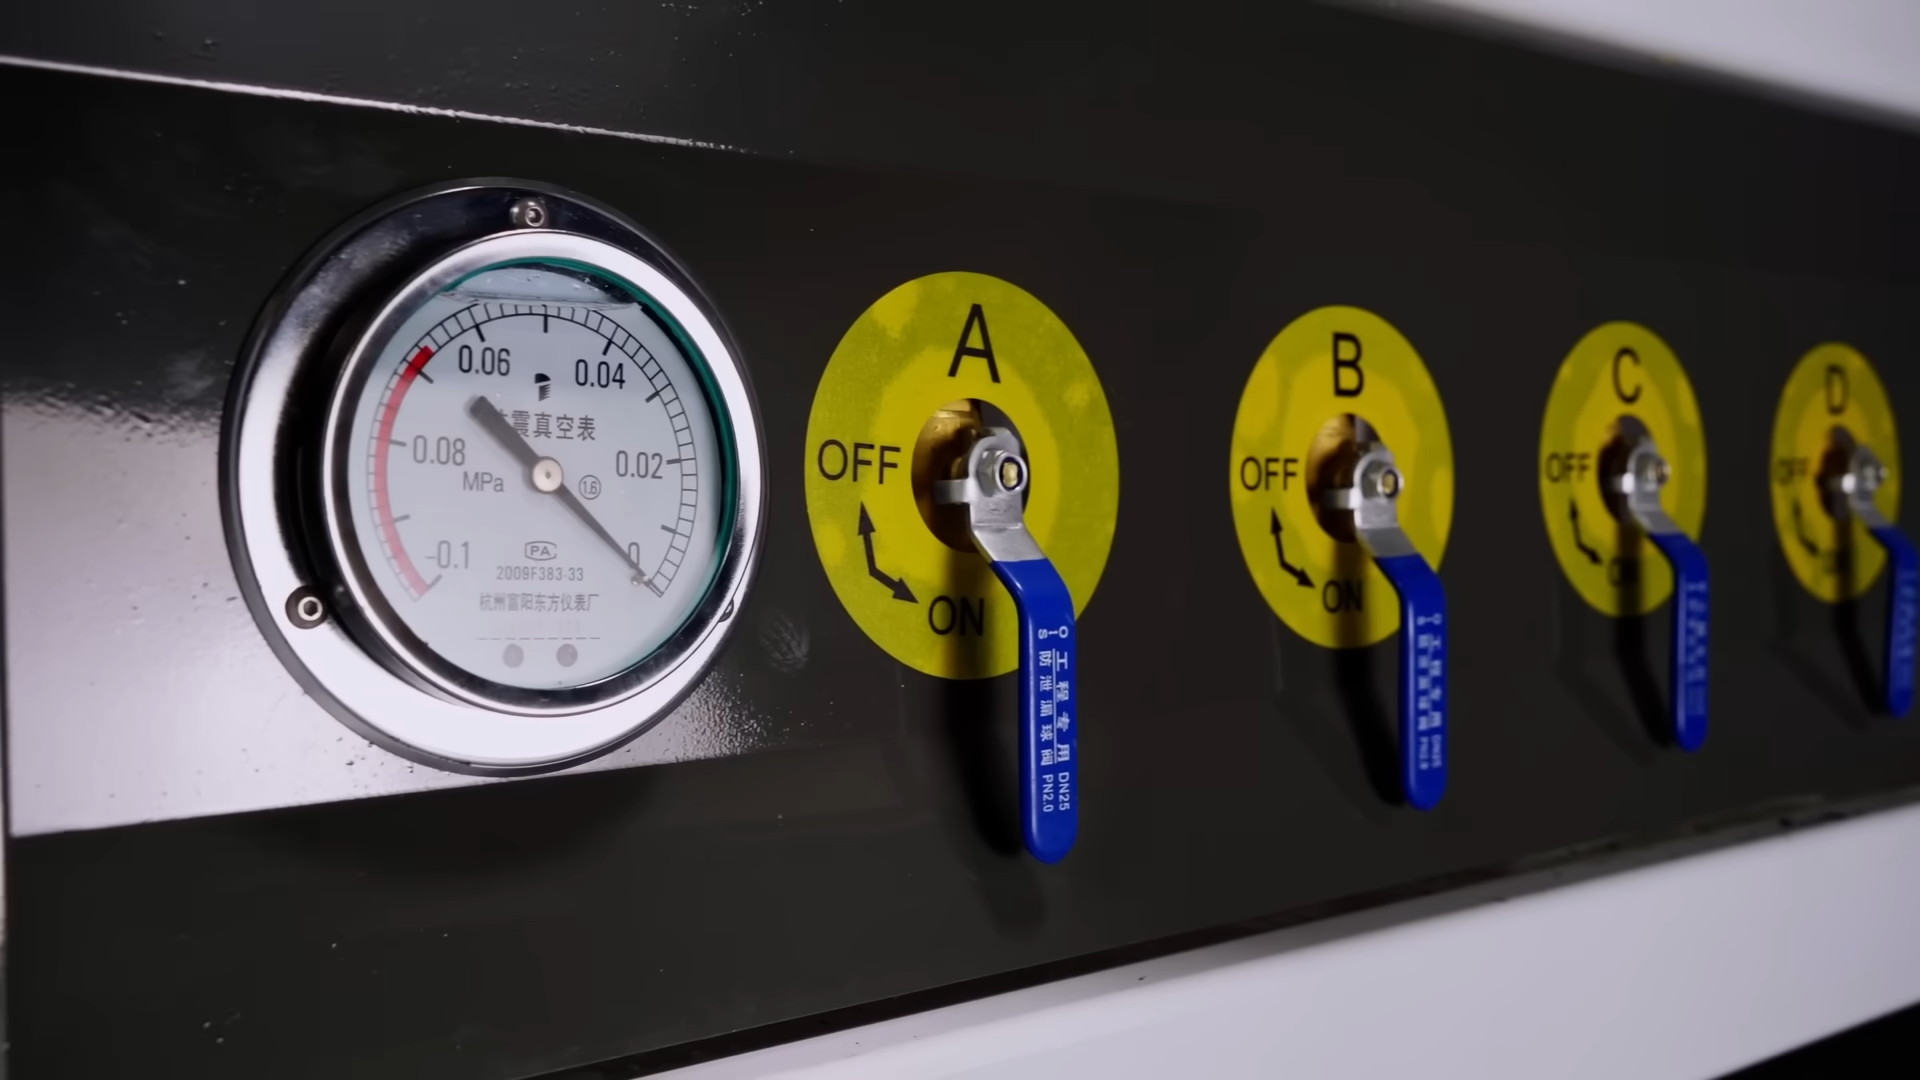 0.06
0.04
震真空表
0.08
0.02
MPa
1.6
-0.1
0
PA
2009F383-33
杭州富阳东方仪表厂
A
OFF
ON
工程专用 DN25
防泄漏球阀 PN2.0
B
OFF
ON
C
OFF
D
OFF